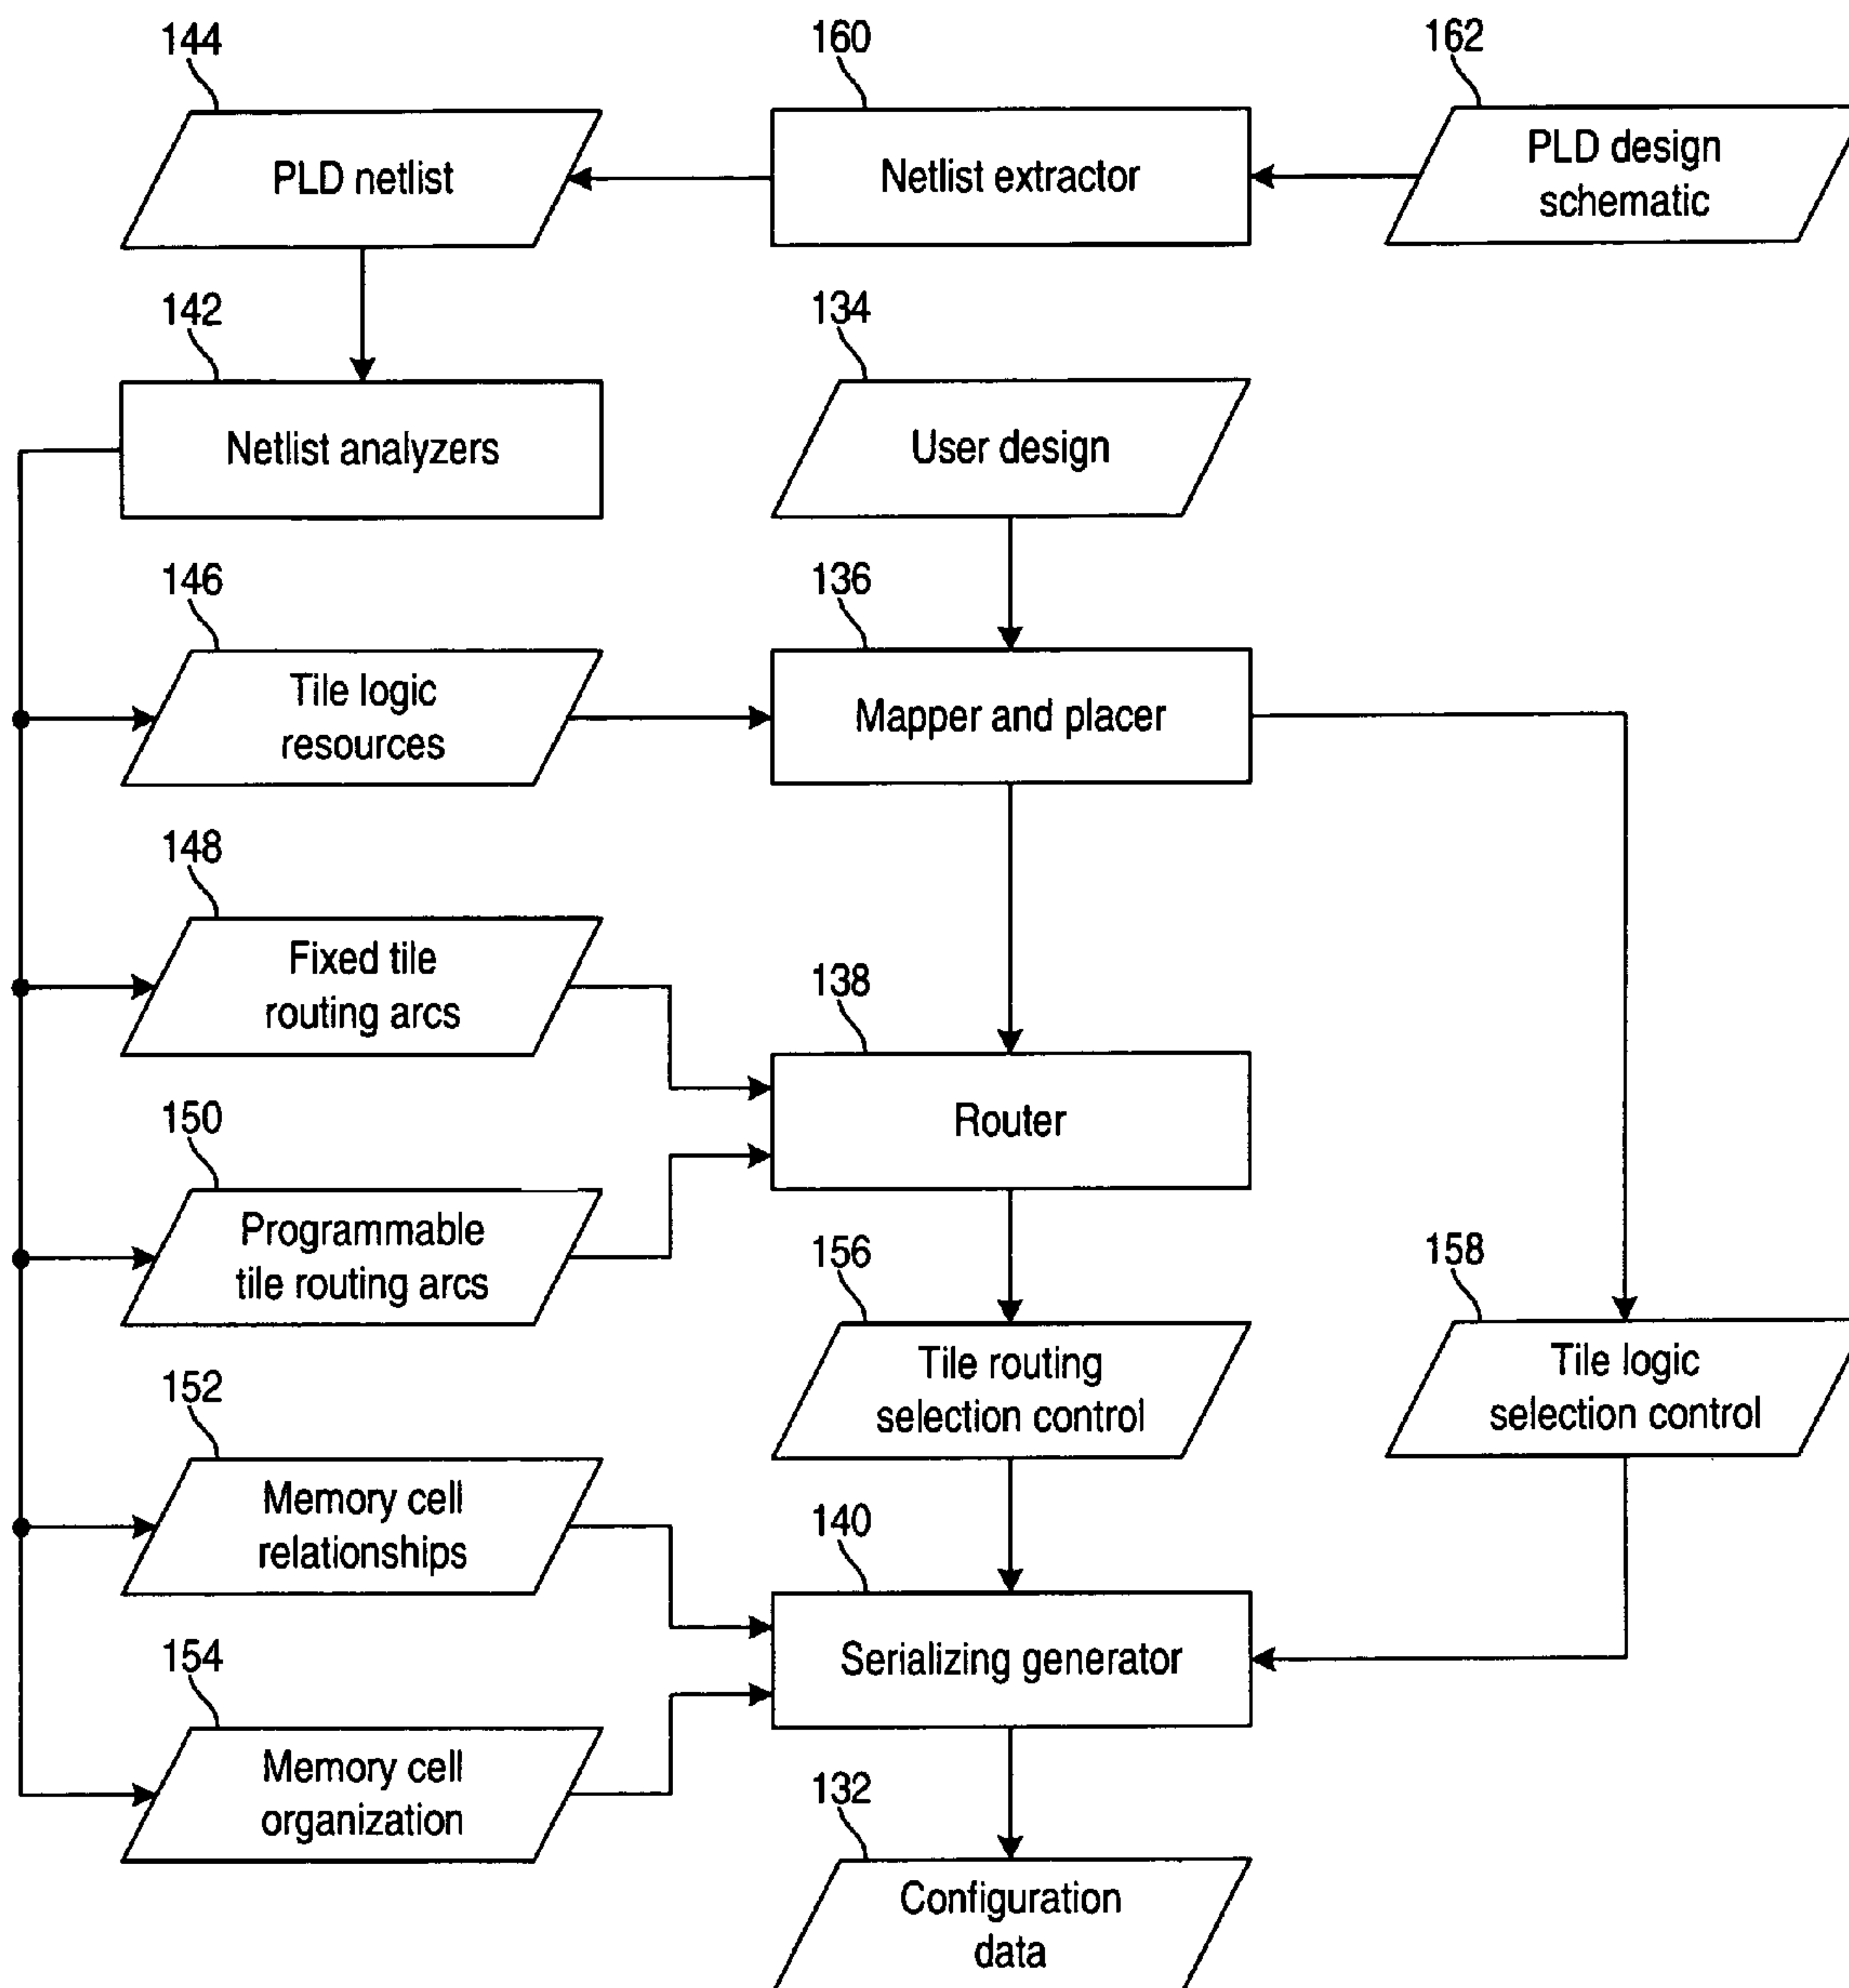 144
160
162
PLD netlist
Netlist extractor
PLD design
schematic
142
134
Netlist analyzers
User design
146
136
Tile logic
resources
Mapper and placer
148
Fixed tile
routing arcs
138
Router
150
Programmable
tile routing arcs
156
158
Tile routing
selection control
Tile logic
selection control
152
Memory cell
relationships
140
Serializing generator
154
Memory cell
organization
132
Configuration
data